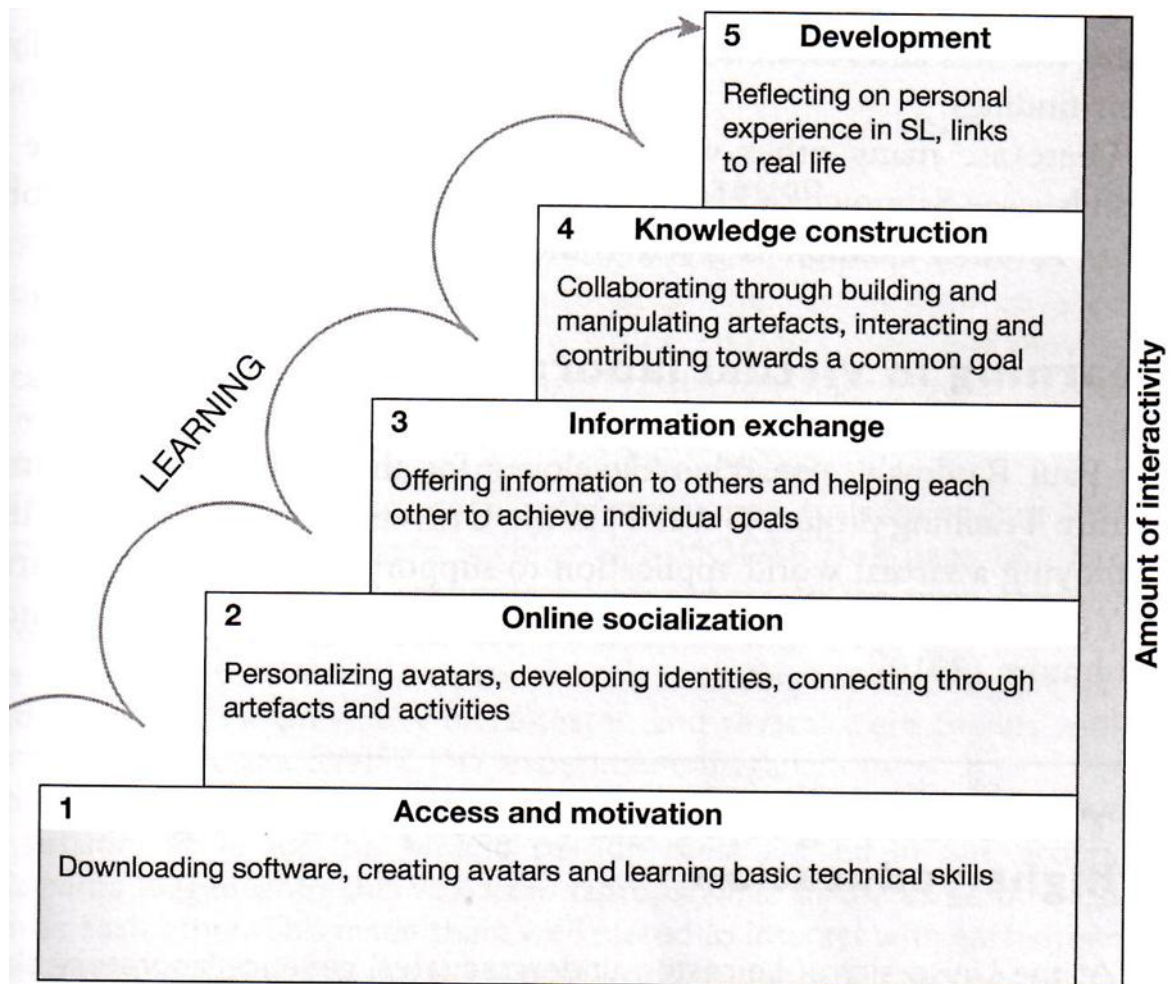 5 Development
Reflecting on personal
experience in SL, links
to real life
4 Knowledge construction
Collaborating through building and
manipulating artefacts, interacting and
contributing towards a common goal
LEARNING
3 Information exchange
Offering information to others and helping each
other to achieve individual goals
2 Online socialization
Personalizing avatars, developing identities, connecting through
artefacts and activities
1 Access and motivation
Downloading software, creating avatars and learning basic technical skills
Amount of interactivity